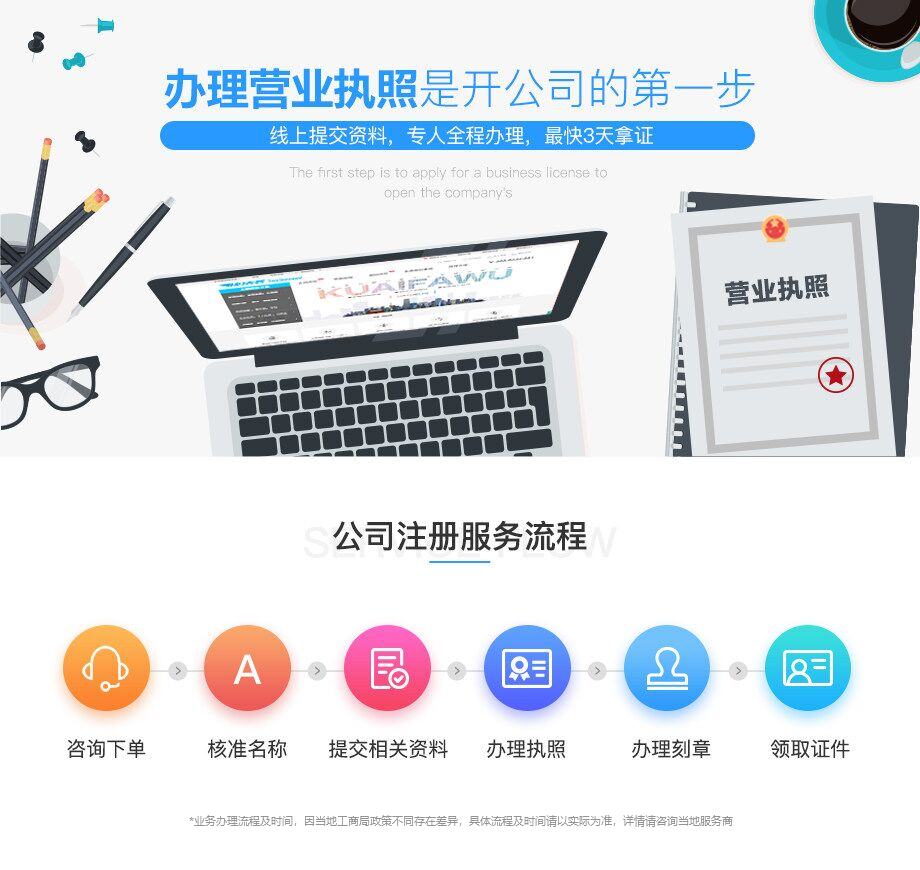 办理营业执照是开公司的第一步
线上提交资料，专人全程办理，最快3天拿证
The first step is to apply for a business license to
open the company's
KUAIFAWU
营业执照
公司注册服务流程
A
咨询下单
核准名称
提交相关资料
办理执照
办理刻章
领取证件
*业务办理流程及时间，因当地工商局政策不同存在差异，具体流程及时间请以实际为准，详情请咨询当地服务商